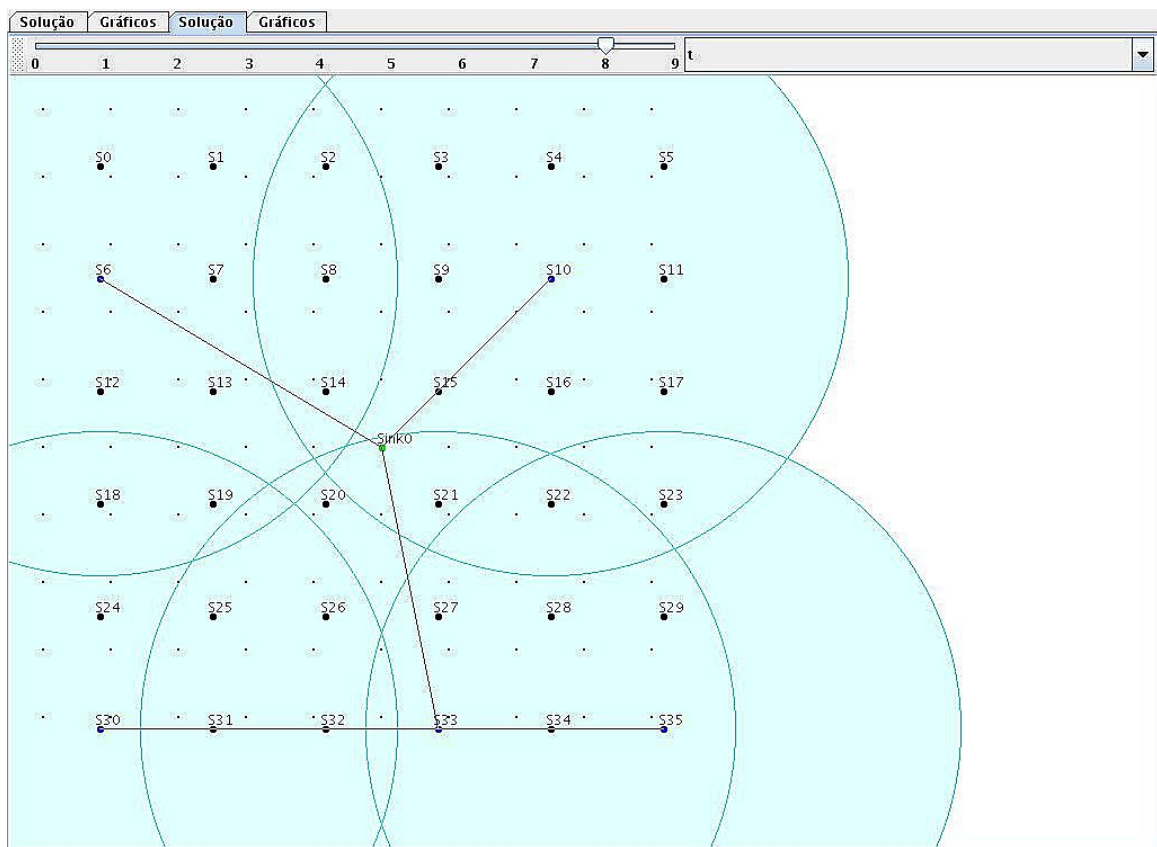 Solução Gráficos Solução Gráficos
0 1 2 3 4 5 6 7 8 9 t
S0 S1 S2 S3 S4 S5
S6 S7 S8 S9 S10 S11
S12 S13 S14 S15 S16 S17
Sink0
S18 S19 S20 S21 S22 S23
S24 S25 S26 S27 S28 S29
S30 S31 S32 S33 S34 S35